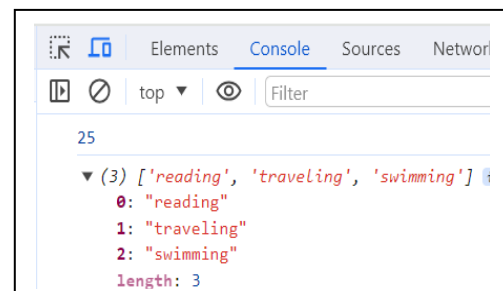 Elements Console Sources Networ
top ▼ Filter
25
▼ (3) ['reading', 'traveling', 'swimming']
0: "reading"
1: "traveling"
2: "swimming"
length: 3